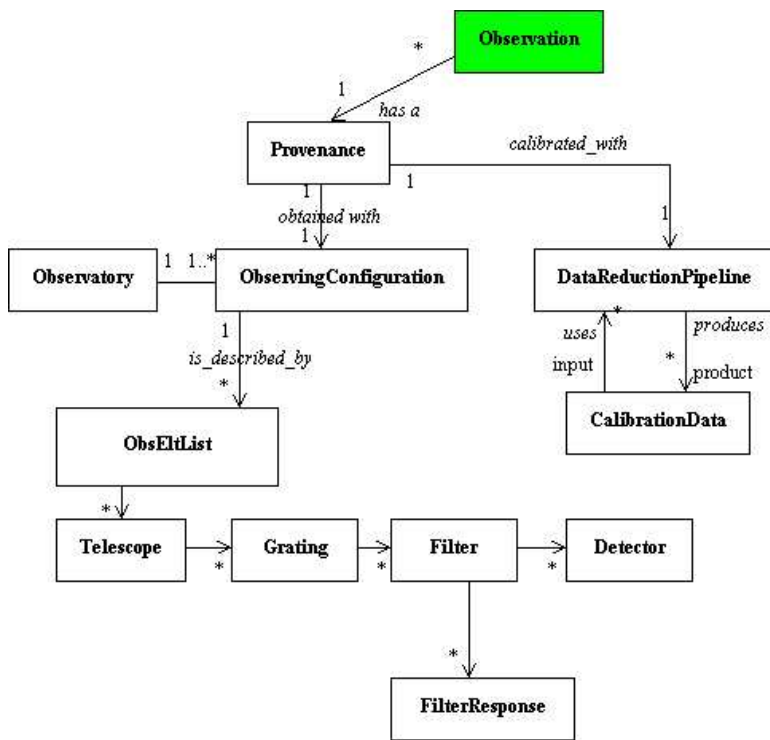 Observation
*
1
has a
Provenance
calibrated_with
1
1
obtained with
1
1
Observatory
1
1..*
ObservingConfiguration
DataReductionPipeline
1
is_described_by
*
*
uses
input
produces
*
product
ObsEltList
CalibrationData
*
Telescope
*
Grating
*
Filter
*
Detector
*
FilterResponse